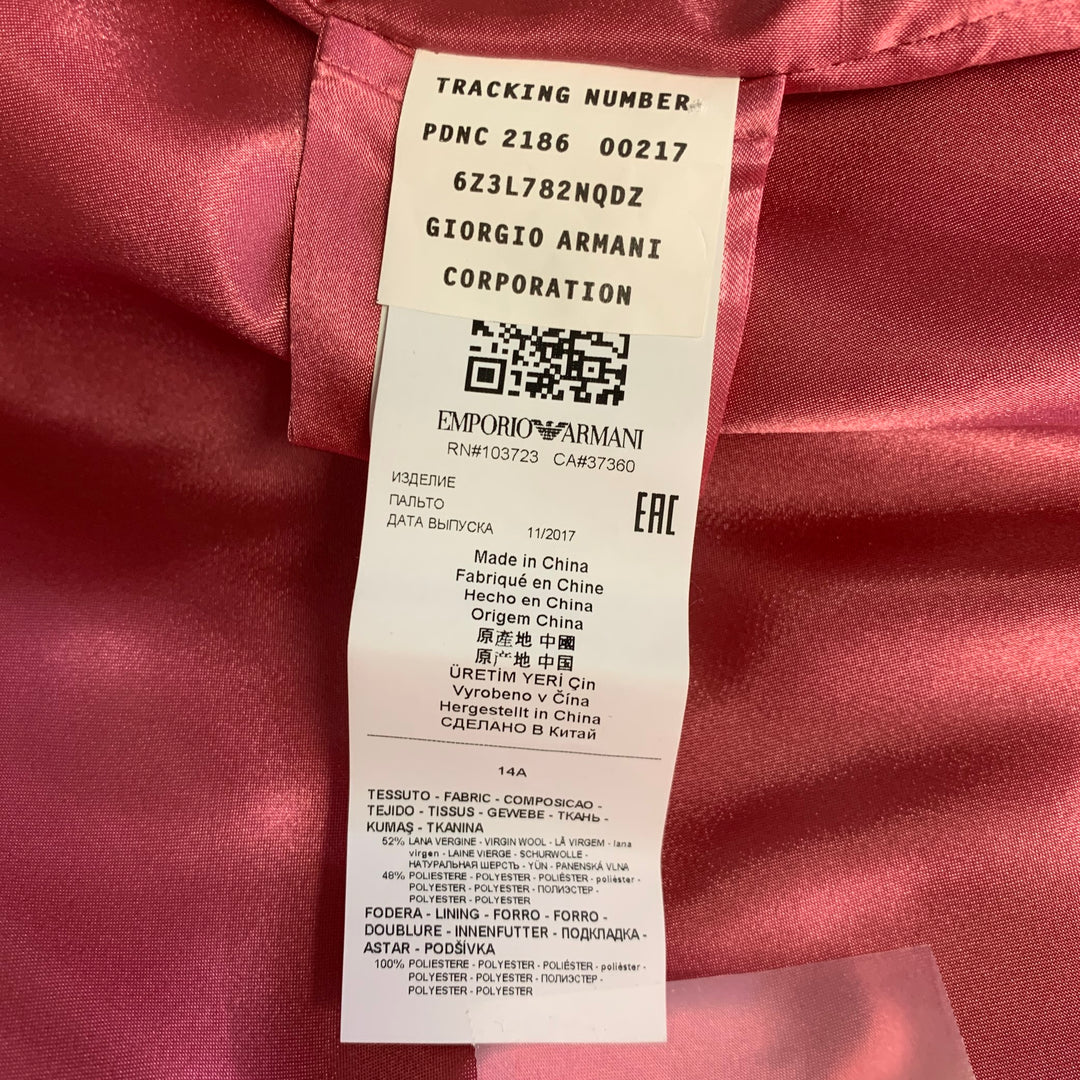 TRACKING NUMBER
PDNC 2186 00217
6Z3L782NQDZ
GIORGIO ARMANI
CORPORATION
EMPORIO ARMANI
RN#103723 CA#37360
ИЗДЕЛИЕ
ПАЛЬТО
ДАТА ВЫПУСКА 11/2017
EAC
Made in China
Fabriqué en Chine
Hecho en China
Origem China
原產地 中國
原产地 中国
ÜRETİM YERİ Çin
Vyrobeno v Čína
Hergestellt in China
СДЕЛАНО В Китай
14A
TESSUTO - FABRIC - COMPOSICAO -
TEJIDO - TISSUS - GEWEBE - ТКАНЬ -
KUMAŞ - TKANINA
52% LANA VERGINE - VIRGIN WOOL - LÃ VIRGEM - lana
virgen - LAINE VIERGE - SCHURWOLLE -
НАТУРАЛЬНАЯ ШЕРСТЬ - YÜN - PANENSKÁ VLNA
48% POLIESTERE - POLYESTER - POLIÉSTER - poliéster -
POLYESTER - POLYESTER - ПОЛИЭСТЕР -
POLYESTER - POLYESTER
FODERA - LINING - FORRO - FORRO -
DOUBLURE - INNENFUTTER - ПОДКЛАДКА -
ASTAR - PODŠÍVKA
100% POLIESTERE - POLYESTER - POLIÉSTER - poliéster -
POLYESTER - POLYESTER - ПОЛИЭСТЕР -
POLYESTER - POLYESTER